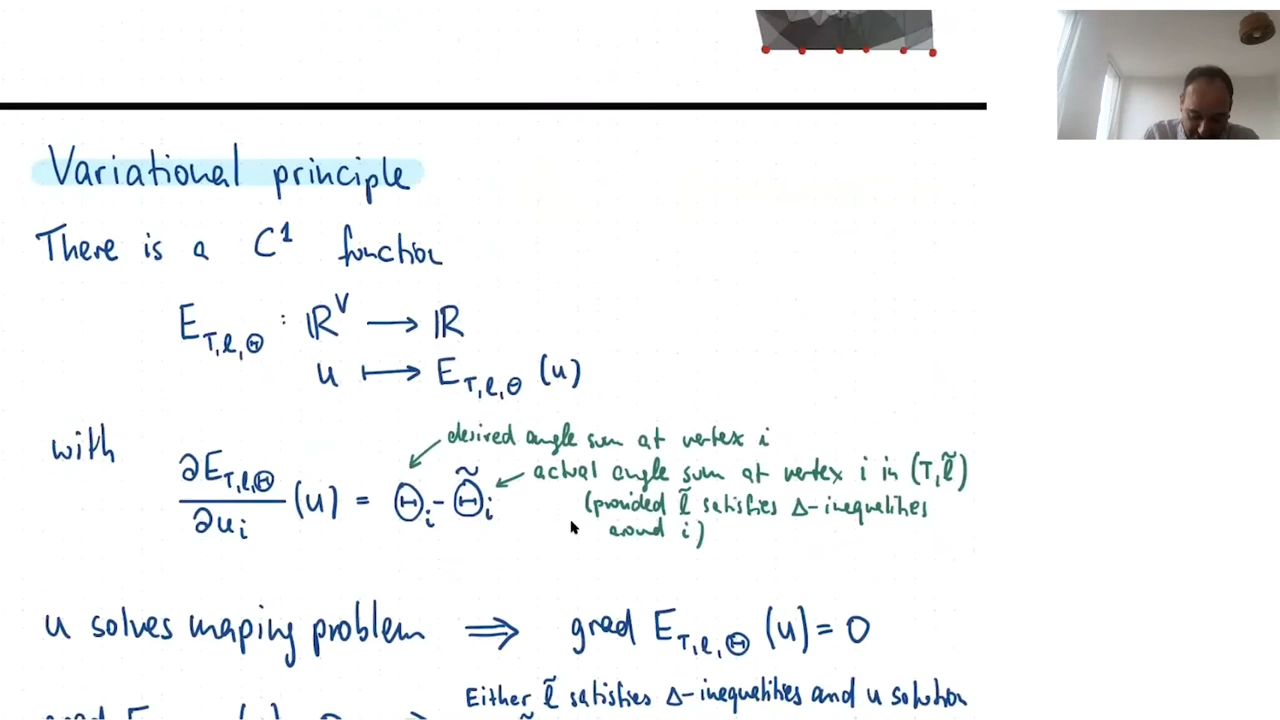 Variational principle
There is a C¹ function
E_{T,ℓ,Θ} : ℝ^V ⟶ ℝ
u ⟼ E_{T,ℓ,Θ} (u)
desired angle sum at vertex i
with ∂E_{T,ℓ,Θ}/∂u_i (u) = Θ_i - Θ̃_i
actual angle sum at vertex i in (T,ℓ̃)
(provided ℓ̃ satisfies Δ-inequalities
around i)
u solves maping problem ⟹ grad E_{T,ℓ,Θ} (u) = 0
Either ℓ̃ satisfies Δ-inequalities and u solution